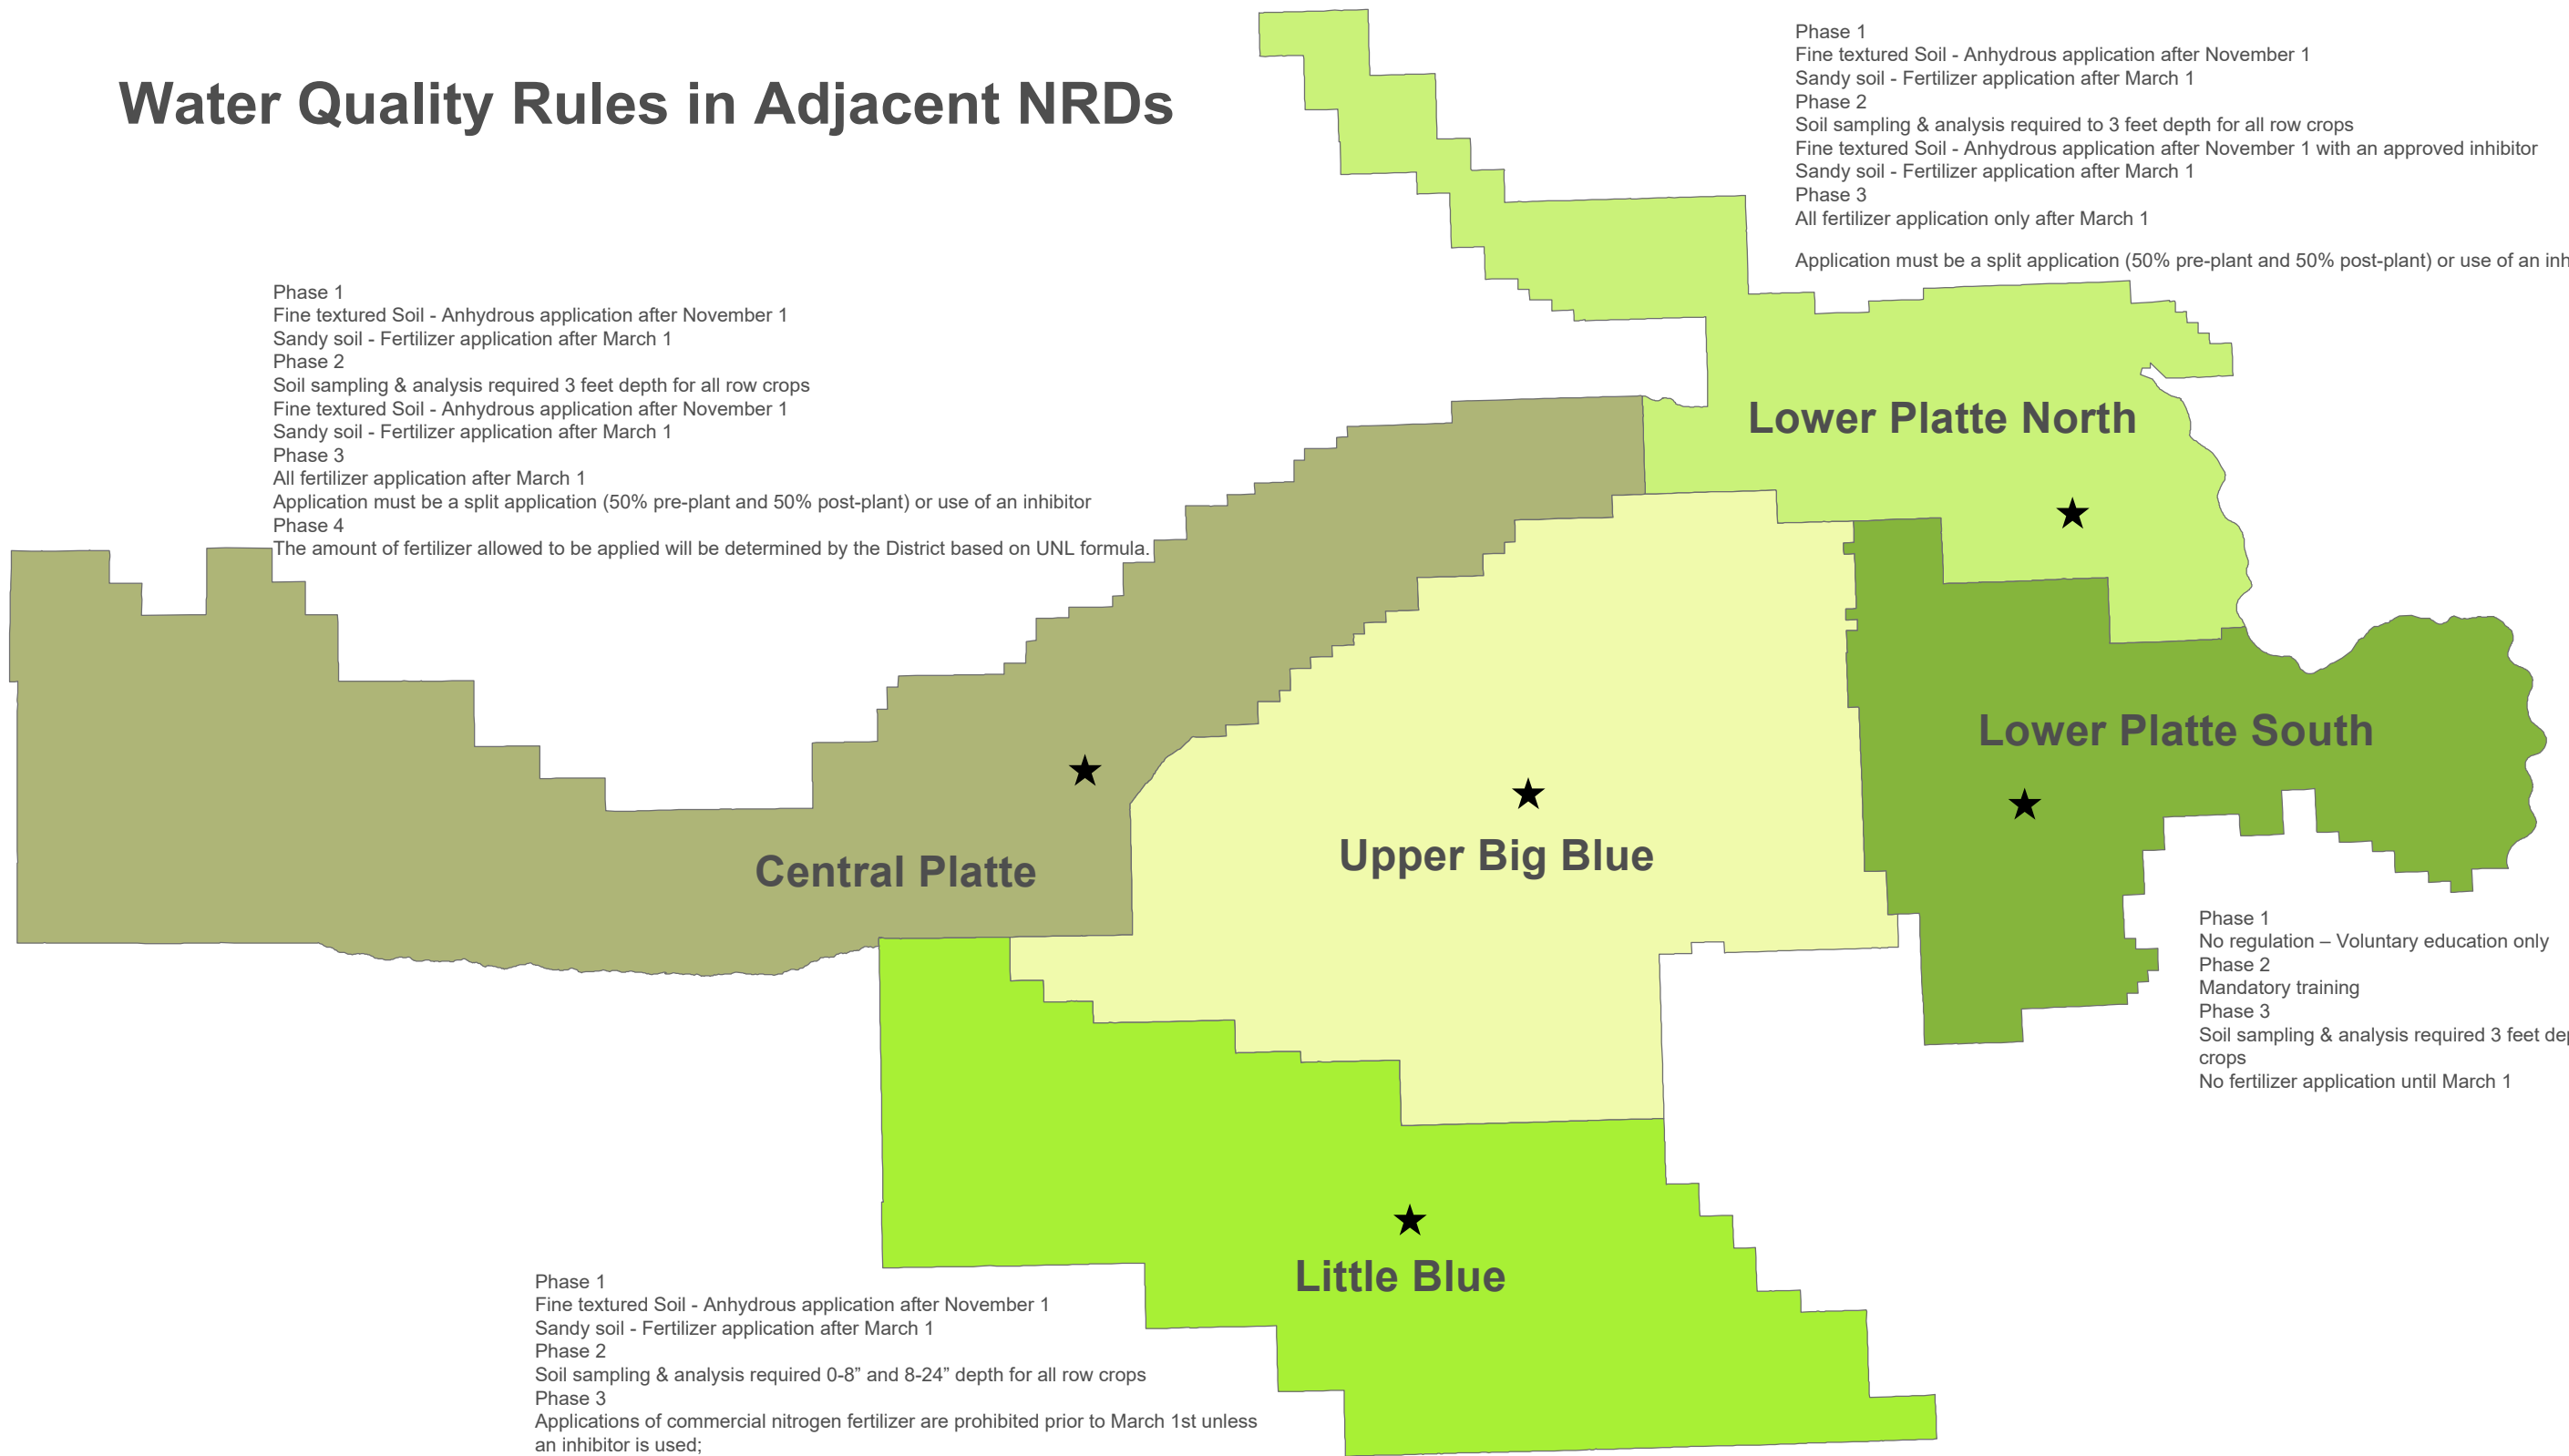 Water Quality Rules in Adjacent NRDs
Phase 1
Fine textured Soil - Anhydrous application after November 1
Sandy soil - Fertilizer application after March 1
Phase 2
Soil sampling & analysis required to 3 feet depth for all row crops
Fine textured Soil - Anhydrous application after November 1 with an approved inhibitor
Sandy soil - Fertilizer application after March 1
Phase 3
All fertilizer application only after March 1
Application must be a split application (50% pre-plant and 50% post-plant) or use of an
Phase 1
Fine textured Soil - Anhydrous application after November 1
Sandy soil - Fertilizer application after March 1
Phase 2
Soil sampling & analysis required 3 feet depth for all row crops
Fine textured Soil - Anhydrous application after November 1
Sandy soil - Fertilizer application after March 1
Phase 3
All fertilizer application after March 1
Application must be a split application (50% pre-plant and 50% post-plant) or use of an inhibitor
Phase 4
The amount of fertilizer allowed to be applied will be determined by the District based on UNL formula.
Lower Platte North
Lower Platte South
Central Platte
Upper Big Blue
Little Blue
Phase 1
No regulation – Voluntary education only
Phase 2
Mandatory training
Phase 3
Soil sampling & analysis required 3 feet
crops
No fertilizer application until March 1
Phase 1
Fine textured Soil - Anhydrous application after November 1
Sandy soil - Fertilizer application after March 1
Phase 2
Soil sampling & analysis required 0-8” and 8-24” depth for all row crops
Phase 3
Applications of commercial nitrogen fertilizer are prohibited prior to March 1st unless
an inhibitor is used;